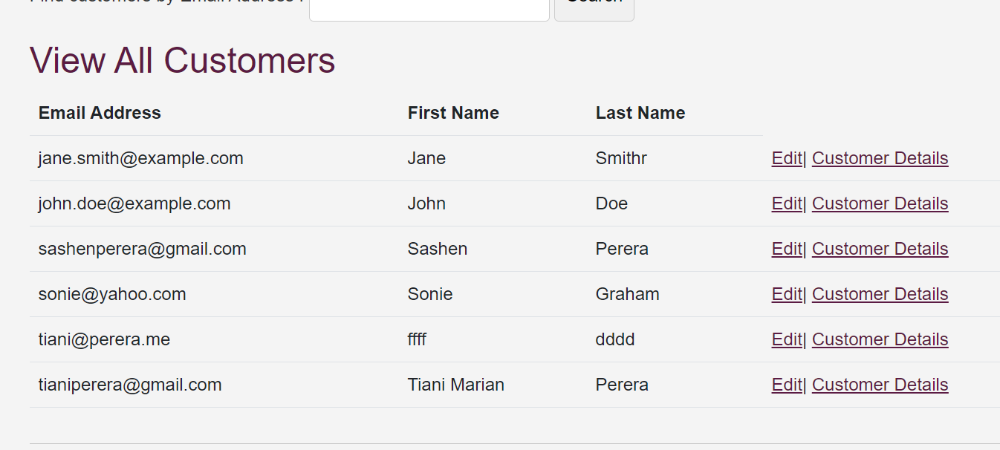 Find customers by Email Address : Search
View All Customers
Email Address First Name Last Name
jane.smith@example.com Jane Smithr Edit| Customer Details
john.doe@example.com John Doe Edit| Customer Details
sashenperera@gmail.com Sashen Perera Edit| Customer Details
sonie@yahoo.com Sonie Graham Edit| Customer Details
tiani@perera.me ffff dddd Edit| Customer Details
tianiperera@gmail.com Tiani Marian Perera Edit| Customer Details